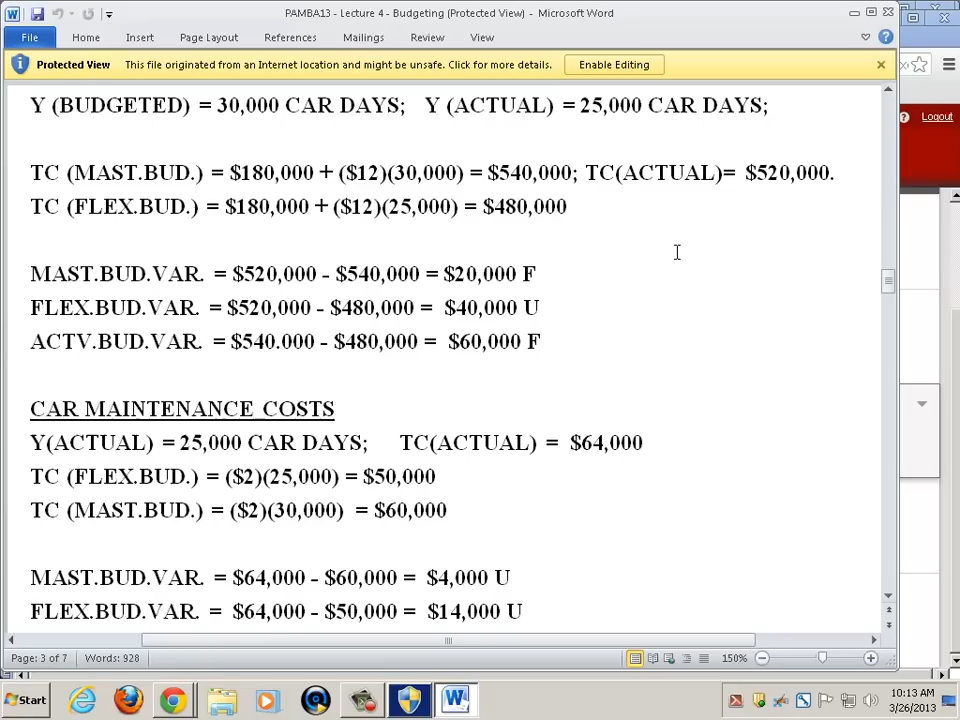 PAMBA13 - Lecture 4 - Budgeting (Protected View) - Microsoft Word
File Home Insert Page Layout References Mailings Review View
Protected View This file originated from an Internet location and might be unsafe. Click for more details. Enable Editing
Logout
Y (BUDGETED) = 30,000 CAR DAYS; Y (ACTUAL) = 25,000 CAR DAYS;
TC (MAST.BUD.) = $180,000 + ($12)(30,000) = $540,000; TC(ACTUAL)= $520,000.
TC (FLEX.BUD.) = $180,000 + ($12)(25,000) = $480,000
MAST.BUD.VAR. = $520,000 - $540,000 = $20,000 F
FLEX.BUD.VAR. = $520,000 - $480,000 = $40,000 U
ACTV.BUD.VAR. = $540.000 - $480,000 = $60,000 F
CAR MAINTENANCE COSTS
Y(ACTUAL) = 25,000 CAR DAYS; TC(ACTUAL) = $64,000
TC (FLEX.BUD.) = ($2)(25,000) = $50,000
TC (MAST.BUD.) = ($2)(30,000) = $60,000
MAST.BUD.VAR. = $64,000 - $60,000 = $4,000 U
FLEX.BUD.VAR. = $64,000 - $50,000 = $14,000 U
Page: 3 of 7 Words: 928 150%
Start
10:13 AM
3/26/2013